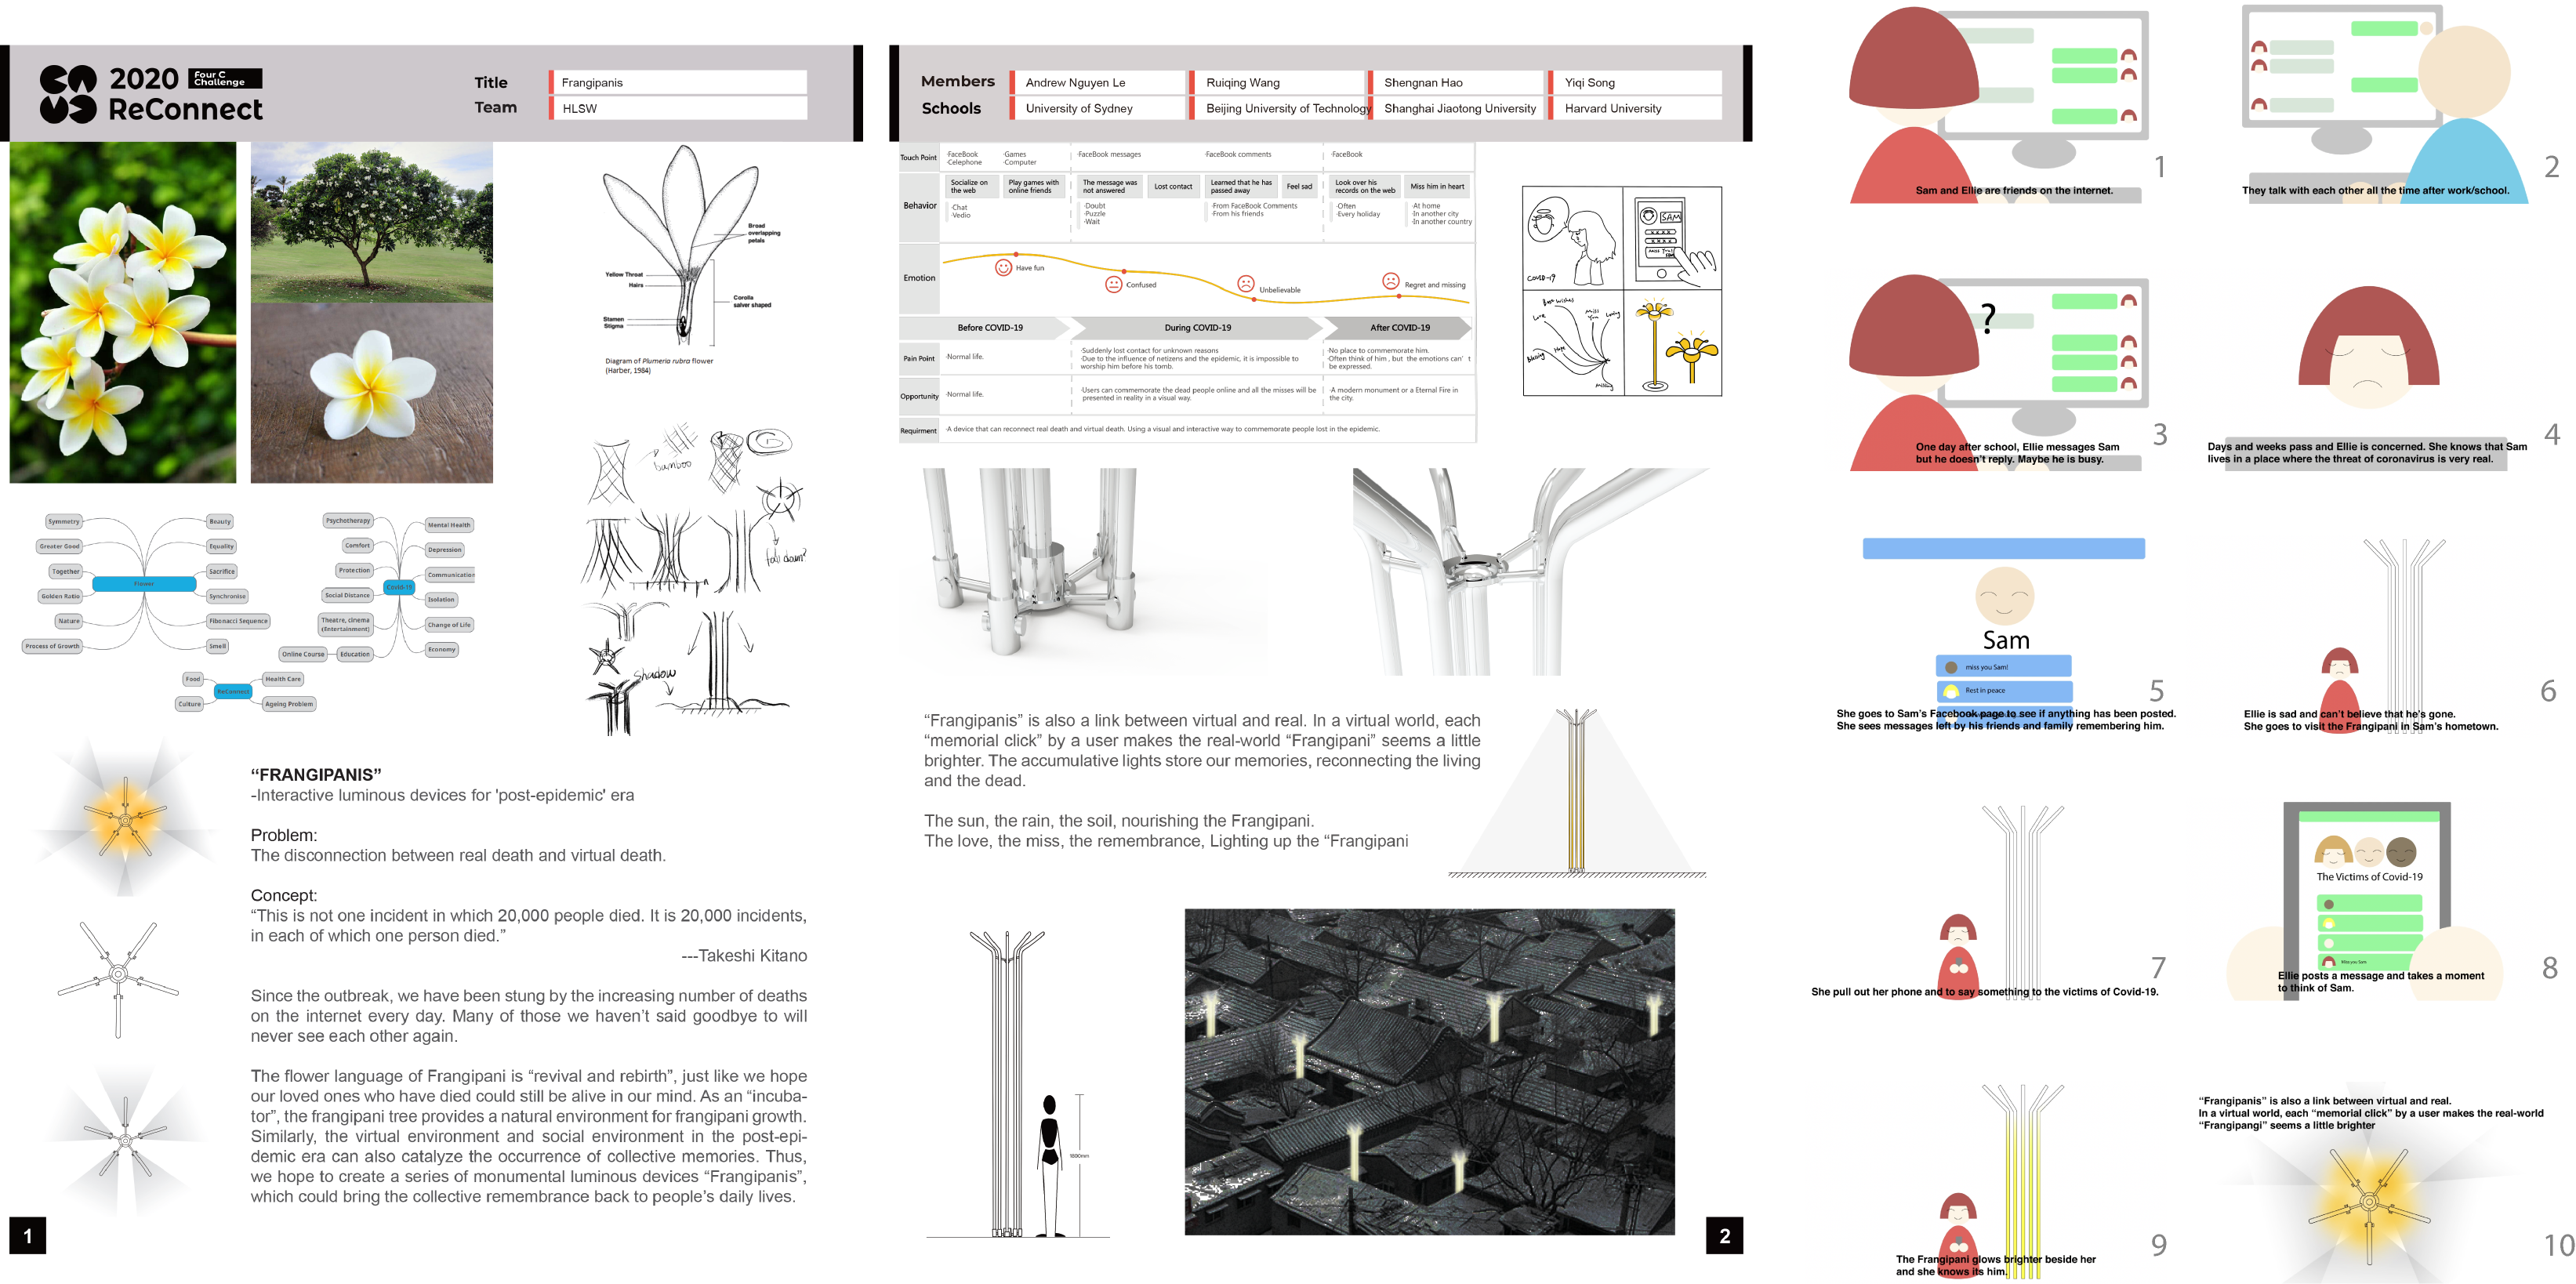 2020 Four C Challenge
ReConnect
Title Frangipanis
Team HLSW
Broad overlapping petals
Yellow Throat
Hairs
Corolla salver shaped
Stamen
Stigma
Diagram of Plumeria rubra flower
(Harber, 1984)
bamboo
fall down?
shadow
Symmetry
Greater Good
Together
Golden Ratio
Nature
Process of Growth
Flower
Beauty
Equality
Sacrifice
Synchronise
Fibonacci Sequence
Smell
Psychotherapy
Comfort
Protection
Social Distance
Theatre, cinema
(Entertainment)
Online Course
Education
Covid-19
Mental Health
Depression
Communication
Isolation
Change of Life
Economy
Food
Culture
ReConnect
Health Care
Ageing Problem
“FRANGIPANIS”
-Interactive luminous devices for 'post-epidemic' era
Problem:
The disconnection between real death and virtual death.
Concept:
“This is not one incident in which 20,000 people died. It is 20,000 incidents,
in each of which one person died.”
---Takeshi Kitano
Since the outbreak, we have been stung by the increasing number of deaths
on the internet every day. Many of those we haven’t said goodbye to will
never see each other again.
The flower language of Frangipani is “revival and rebirth”, just like we hope
our loved ones who have died could still be alive in our mind. As an “incuba-
tor”, the frangipani tree provides a natural environment for frangipani growth.
Similarly, the virtual environment and social environment in the post-epi-
demic era can also catalyze the occurrence of collective memories. Thus,
we hope to create a series of monumental luminous devices “Frangipanis”,
which could bring the collective remembrance back to people’s daily lives.
1
Members Andrew Nguyen Le Ruiqing Wang Shengnan Hao Yiqi Song
Schools University of Sydney Beijing University of Technology Shanghai Jiaotong University Harvard University
Touch Point
·FaceBook
·Celephone
·Games
·Computer
·FaceBook messages
·FaceBook comments
·FaceBook
Behavior
Socialize on the web
Play games with online friends
The message was not answered
Lost contact
Learned that he has passed away
Feel sad
Look over his records on the web
Miss him in heart
·Chat
·Vedio
·Doubt
·Puzzle
·Wait
·From FaceBook Comments
·From his friends
·Often
·Every holiday
·At home
·In another city
·In another country
Emotion
Have fun
Confused
Unbelievable
Regret and missing
Before COVID-19
During COVID-19
After COVID-19
Pain Point
·Normal life.
·Suddenly lost contact for unknown reasons
·Due to the influence of netizens and the epidemic, it is impossible to
worship him before his tomb.
·No place to commemorate him.
·Often think of him , but the emotions can' t
be expressed.
Opportunity
·Normal life.
·Users can commemorate the dead people online and all the misses will be
presented in reality in a visual way.
·A modern monument or a Eternal Fire in
the city.
Requirment
·A device that can reconnect real death and virtual death. Using a visual and interactive way to commemorate people lost in the epidemic.
COVID-19
SAM
Best wishes
Love
Miss You
Loving
Blessing
Hope
Missing
“Frangipanis” is also a link between virtual and real. In a virtual world, each
“memorial click” by a user makes the real-world “Frangipani” seems a little
brighter. The accumulative lights store our memories, reconnecting the living
and the dead.
The sun, the rain, the soil, nourishing the Frangipani.
The love, the miss, the remembrance, Lighting up the “Frangipani
1800mm
2
Sam and Ellie are friends on the internet.
1
They talk with each other all the time after work/school.
2
?
One day after school, Ellie messages Sam
but he doesn’t reply. Maybe he is busy.
3
Days and weeks pass and Ellie is concerned. She knows that Sam
lives in a place where the threat of coronavirus is very real.
4
Sam
miss you Sam!
Rest in peace
She goes to Sam’s Facebook page to see if anything has been posted.
She sees messages left by his friends and family remembering him.
5
Ellie is sad and can’t believe that he’s gone.
She goes to visit the Frangipani in Sam’s hometown.
6
She pull out her phone and to say something to the victims of Covid-19.
7
The Victims of Covid-19
Miss you Sam
Ellie posts a message and takes a moment
to think of Sam.
8
The Frangipani glows brighter beside her
and she knows its him.
9
“Frangipanis” is also a link between virtual and real.
In a virtual world, each “memorial click” by a user makes the real-world
“Frangipangi” seems a little brighter
10